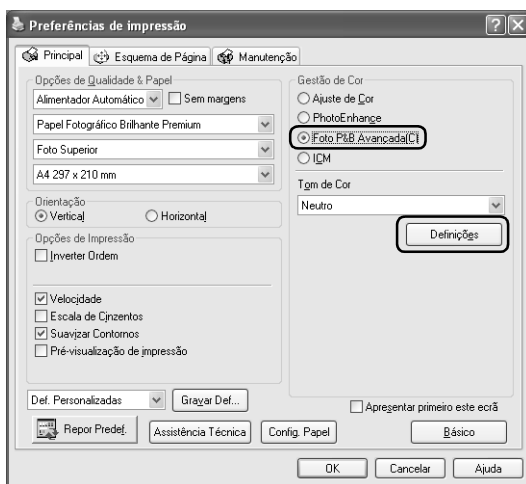 Preferências de impressão
Principal Esquema de Página Manutenção
Opções de Qualidade & Papel
Alimentador Automático Sem margens
Papel Fotográfico Brilhante Premium
Foto Superior
A4 297 x 210 mm
Orientação
Vertical Horizontal
Opções de Impressão
Inverter Ordem
Velocidade
Escala de Cinzentos
Suavizar Contornos
Pré-visualização de impressão
Def. Personalizadas Gravar Def...
Repor Predef. Assistência Técnica Config. Papel
Gestão de Cor
Ajuste de Cor
PhotoEnhance
Foto P&B Avançada(C)
ICM
Tom de Cor
Neutro
Definições
Apresentar primeiro este ecrã
Básico
OK Cancelar Ajuda